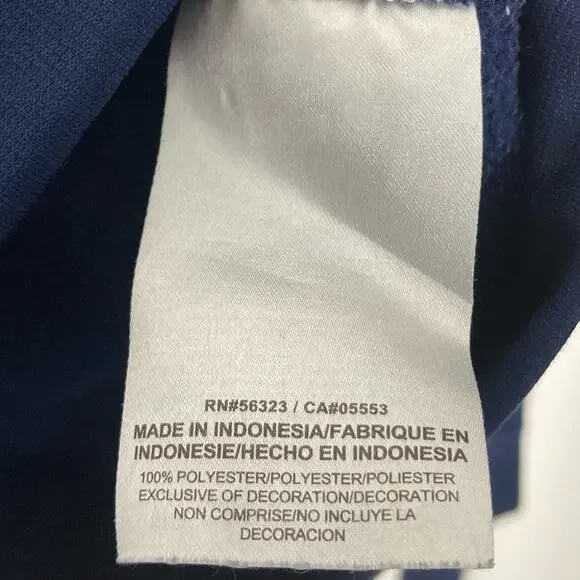 RN#56323 / CA#05553
MADE IN INDONESIA/FABRIQUE EN
INDONESIE/HECHO EN INDONESIA
100% POLYESTER/POLYESTER/POLIESTER
EXCLUSIVE OF DECORATION/DECORATION
NON COMPRISE/NO INCLUYE LA
DECORACION